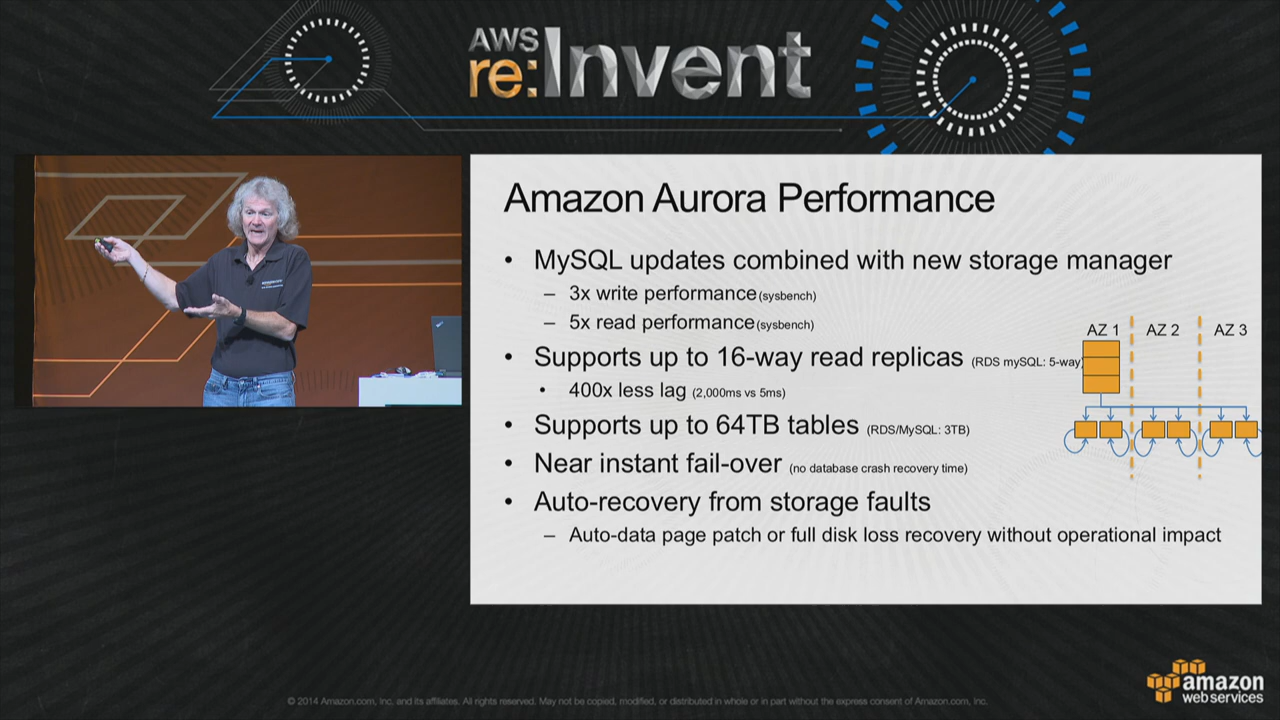 AWS
re:Invent
Amazon Aurora Performance
• MySQL updates combined with new storage manager
– 3x write performance (sysbench)
– 5x read performance (sysbench)
• Supports up to 16-way read replicas (RDS mySQL: 5-way)
• 400x less lag (2,000ms vs 5ms)
• Supports up to 64TB tables (RDS/MySQL: 3TB)
• Near instant fail-over (no database crash recovery time)
• Auto-recovery from storage faults
– Auto-data page patch or full disk loss recovery without operational impact
AZ 1 AZ 2 AZ 3
© 2014 Amazon.com, Inc. and its affiliates. All rights reserved. May not be copied, modified, or distributed in whole or in part without the express consent of Amazon.com, Inc.
amazon
web services